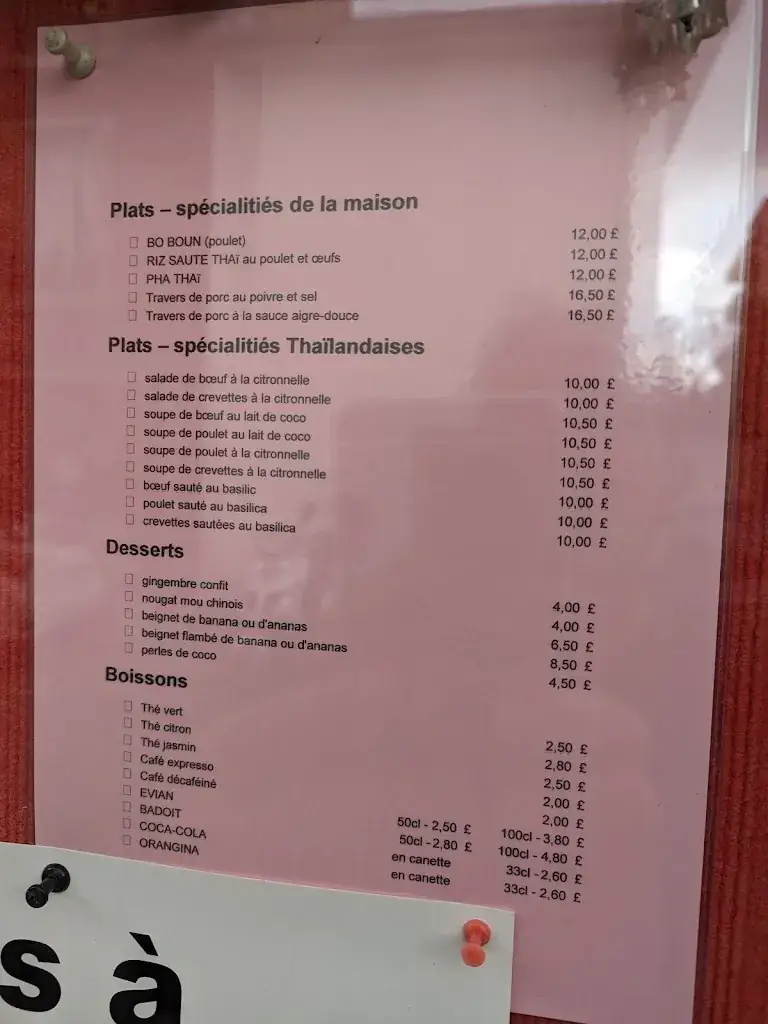 Plats – spécialitiés de la maison
BO BOUN (poulet) 12,00 £
RIZ SAUTE THAï au poulet et œufs 12,00 £
PHA THAï 12,00 £
Travers de porc au poivre et sel 16,50 £
Travers de porc à la sauce aigre-douce 16,50 £
Plats – spécialitiés Thaïlandaises
salade de bœuf à la citronnelle 10,00 £
salade de crevettes à la citronnelle 10,00 £
soupe de bœuf au lait de coco 10,50 £
soupe de poulet au lait de coco 10,50 £
soupe de poulet à la citronnelle 10,50 £
soupe de crevettes à la citronnelle 10,50 £
bœuf sauté au basilic 10,00 £
poulet sauté au basilica 10,00 £
crevettes sautées au basilica 10,00 £
Desserts
gingembre confit 4,00 £
nougat mou chinois 4,00 £
beignet de banana ou d'ananas 6,50 £
beignet flambé de banana ou d'ananas 8,50 £
perles de coco 4,50 £
Boissons
Thé vert 2,50 £
Thé citron 2,80 £
Thé jasmin 2,50 £
Café expresso 2,00 £
Café décaféiné 2,00 £
EVIAN 50cl - 2,50 £ 100cl - 3,80 £
BADOIT 50cl - 2,80 £ 100cl - 4,80 £
COCA-COLA en canette 33cl - 2,60 £
ORANGINA en canette 33cl - 2,60 £
s à